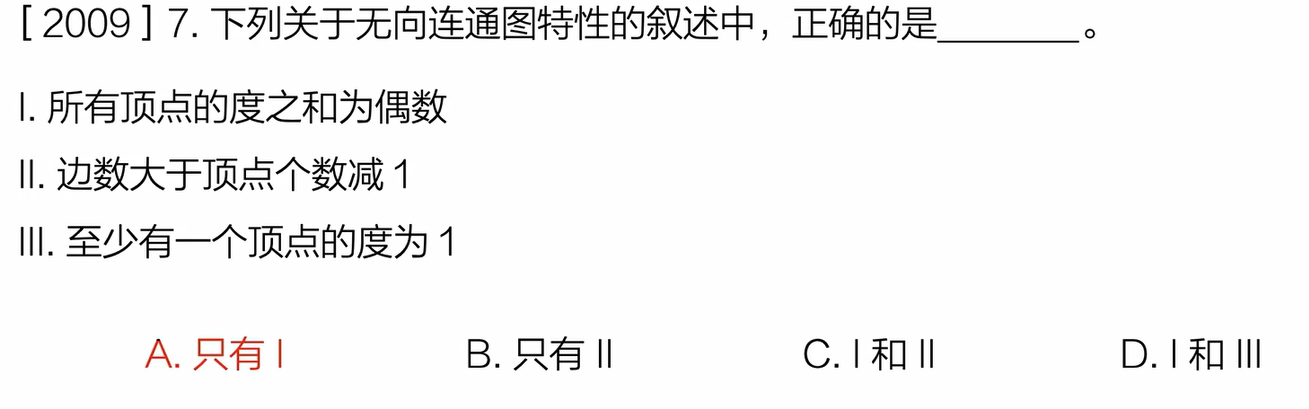 [ 2009 ] 7. 下列关于无向连通图特性的叙述中，正确的是_______。
I. 所有顶点的度之和为偶数
II. 边数大于顶点个数减 1
III. 至少有一个顶点的度为 1
A. 只有 I B. 只有 II C. I 和 II D. I 和 III